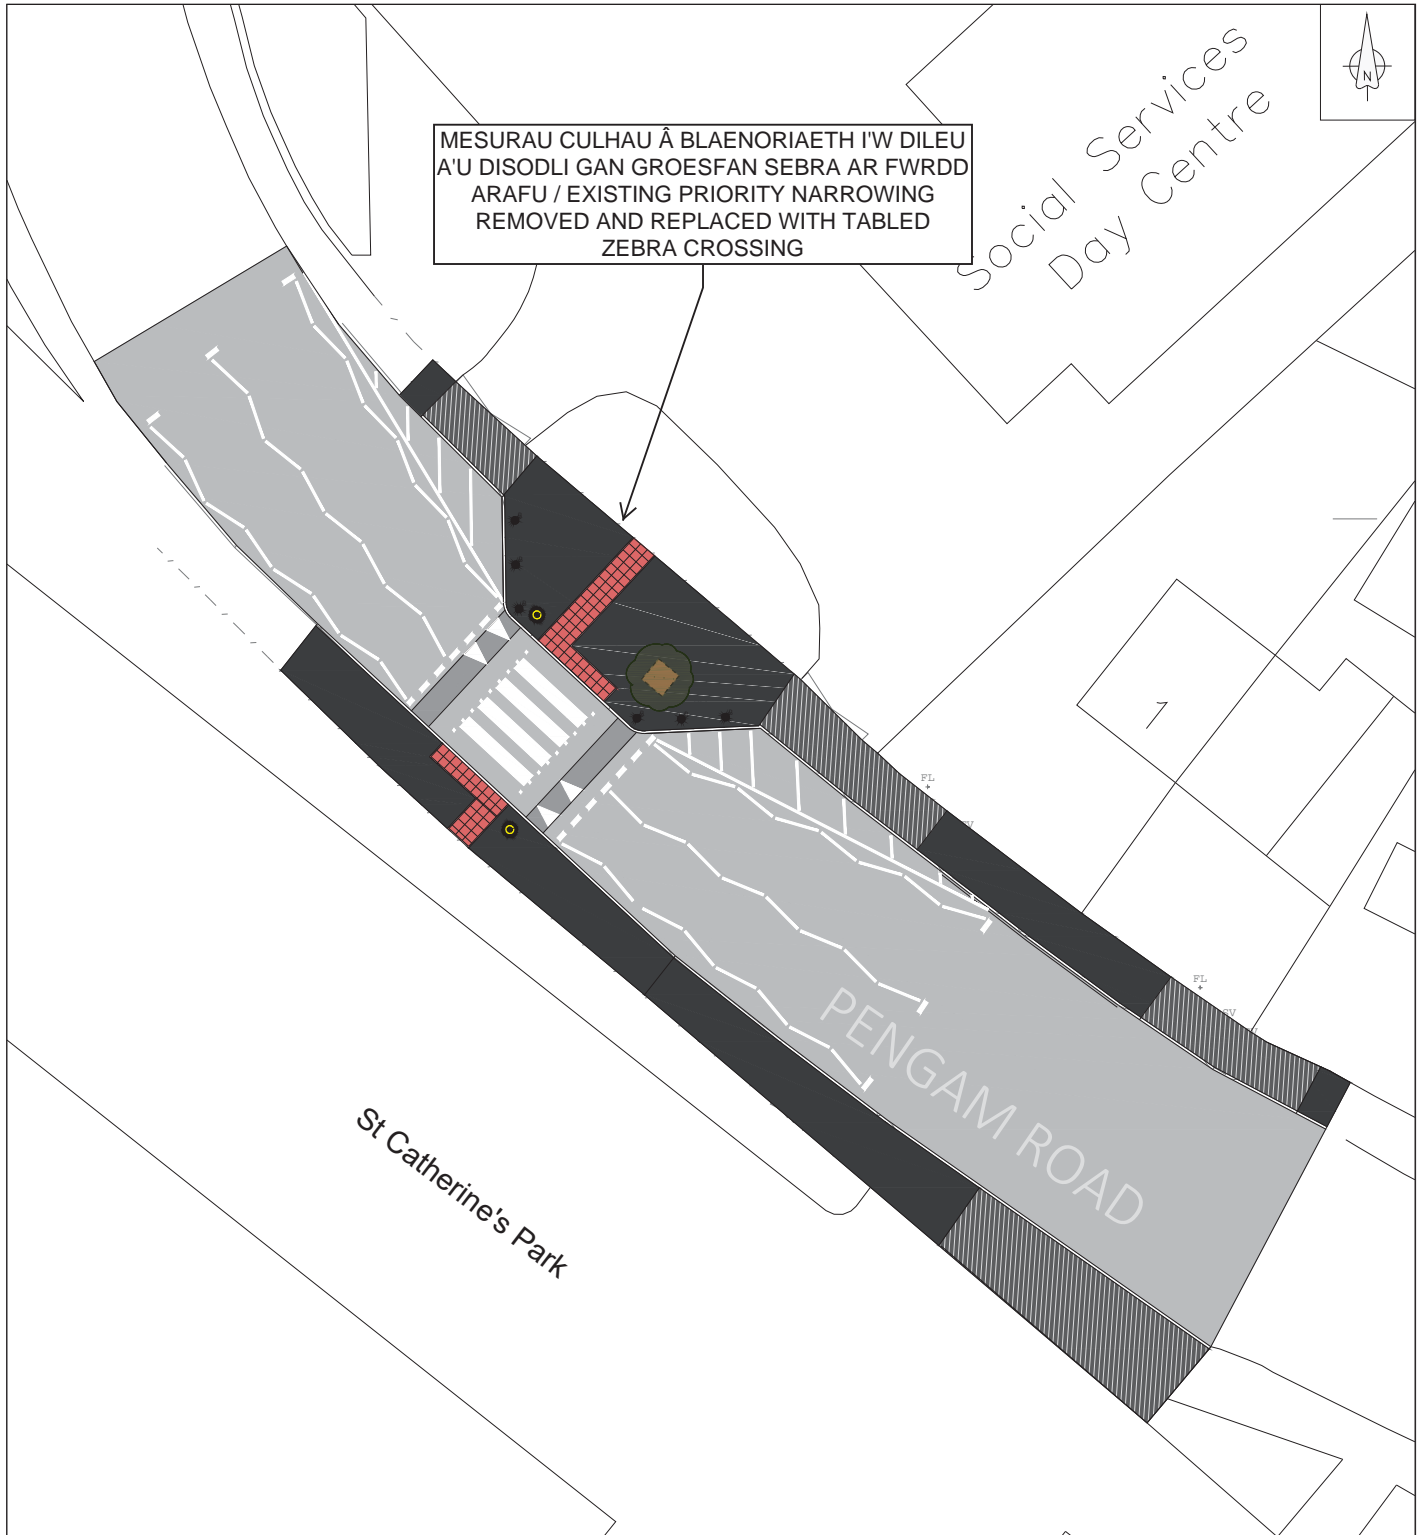 N
Social Services
Day Centre
MESURAU CULHAU Â BLAENORIAETH I'W DILEU
A'U DISODLI GAN GROESFAN SEBRA AR FWRDD
ARAFU / EXISTING PRIORITY NARROWING
REMOVED AND REPLACED WITH TABLED
ZEBRA CROSSING
1
FL
FL
PENGAM ROAD
St Catherine's Park